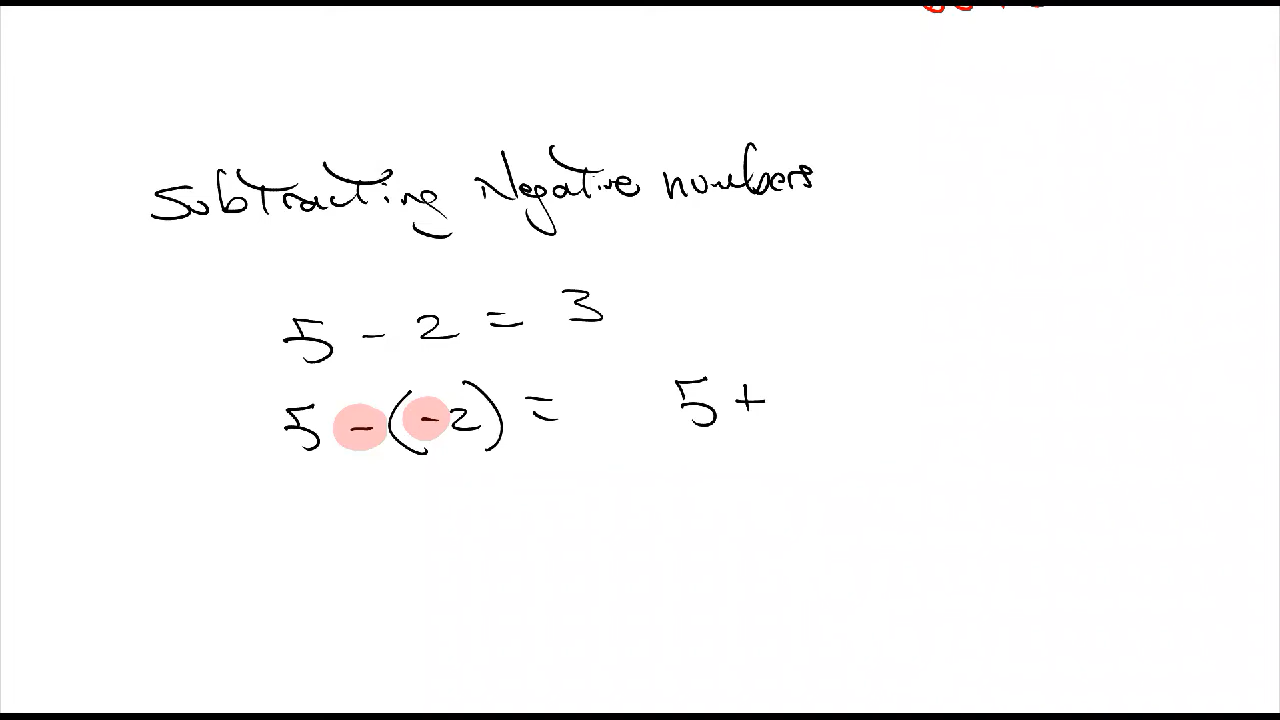 Subtracting Negative numbers
5 - 2 = 3
5 - (-2) = 5 +